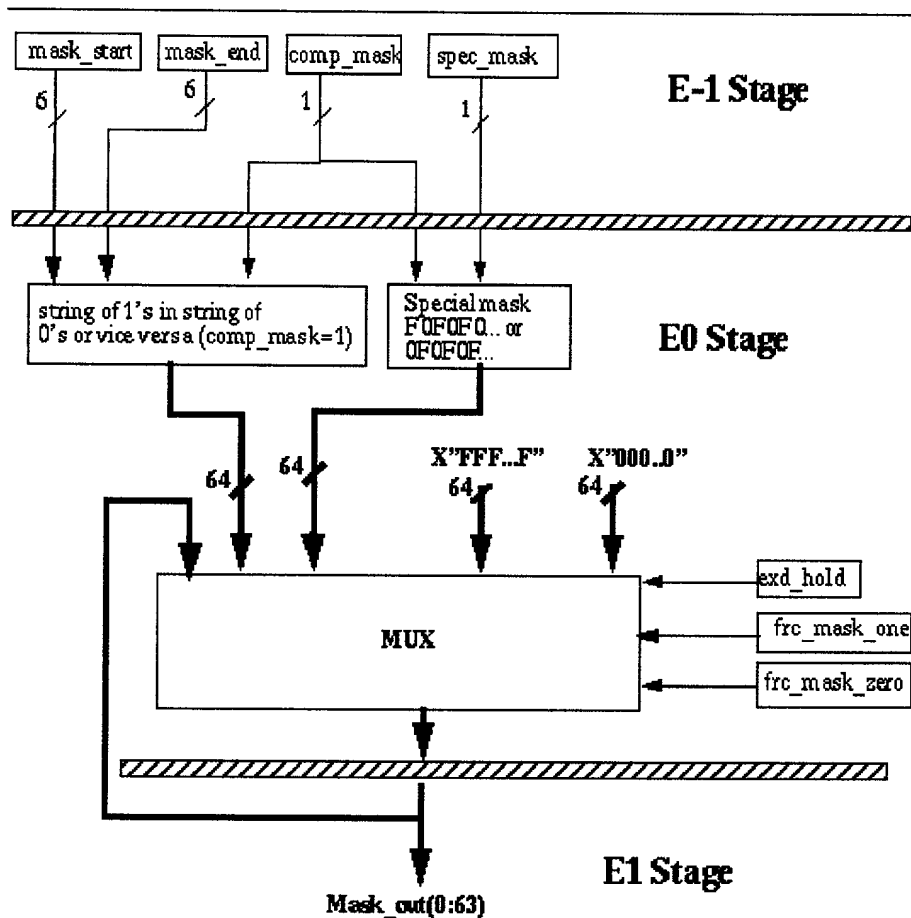 mask_start
mask_end
comp_mask
spec_mask
E-1 Stage
6
6
1
1
string of 1's in string of
0's or vice versa (comp_mask=1)
Special mask
F0F0F0... or
0F0F0F...
E0 Stage
64
64
X"FFF...F"
64
X"000..0"
64
MUX
exd_hold
frc_mask_one
frc_mask_zero
E1 Stage
Mask_out(0:63)